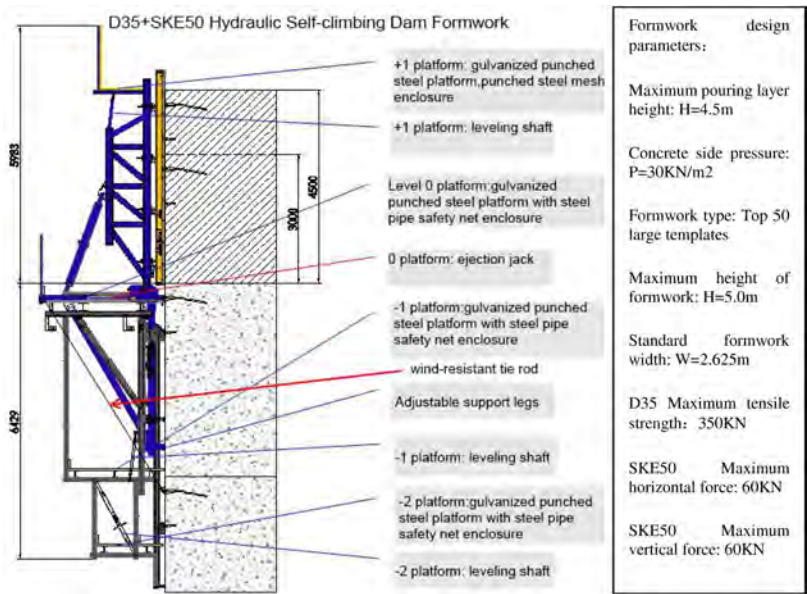 D35+SKE50 Hydraulic Self-climbing Dam Formwork
+1 platform: gulvanized punched
steel platform,punched steel mesh
enclosure
+1 platform: leveling shaft
Level 0 platform:gulvanized
punched steel platform with steel
pipe safety net enclosure
0 platform: ejection jack
-1 platform:gulvanized punched
steel platform with steel pipe
safety net enclosure
wind-resistant tie rod
Adjustable support legs
-1 platform: leveling shaft
-2 platform:gulvanized punched
steel platform with steel pipe
safety net enclosure
-2 platform: leveling shaft
5983
6429
3000
4500
Formwork design
parameters:
Maximum pouring layer
height: H=4.5m
Concrete side pressure:
P=30KN/m2
Formwork type: Top 50
large templates
Maximum height of
formwork: H=5.0m
Standard formwork
width: W=2.625m
D35 Maximum tensile
strength: 350KN
SKE50 Maximum
horizontal force: 60KN
SKE50 Maximum
vertical force: 60KN